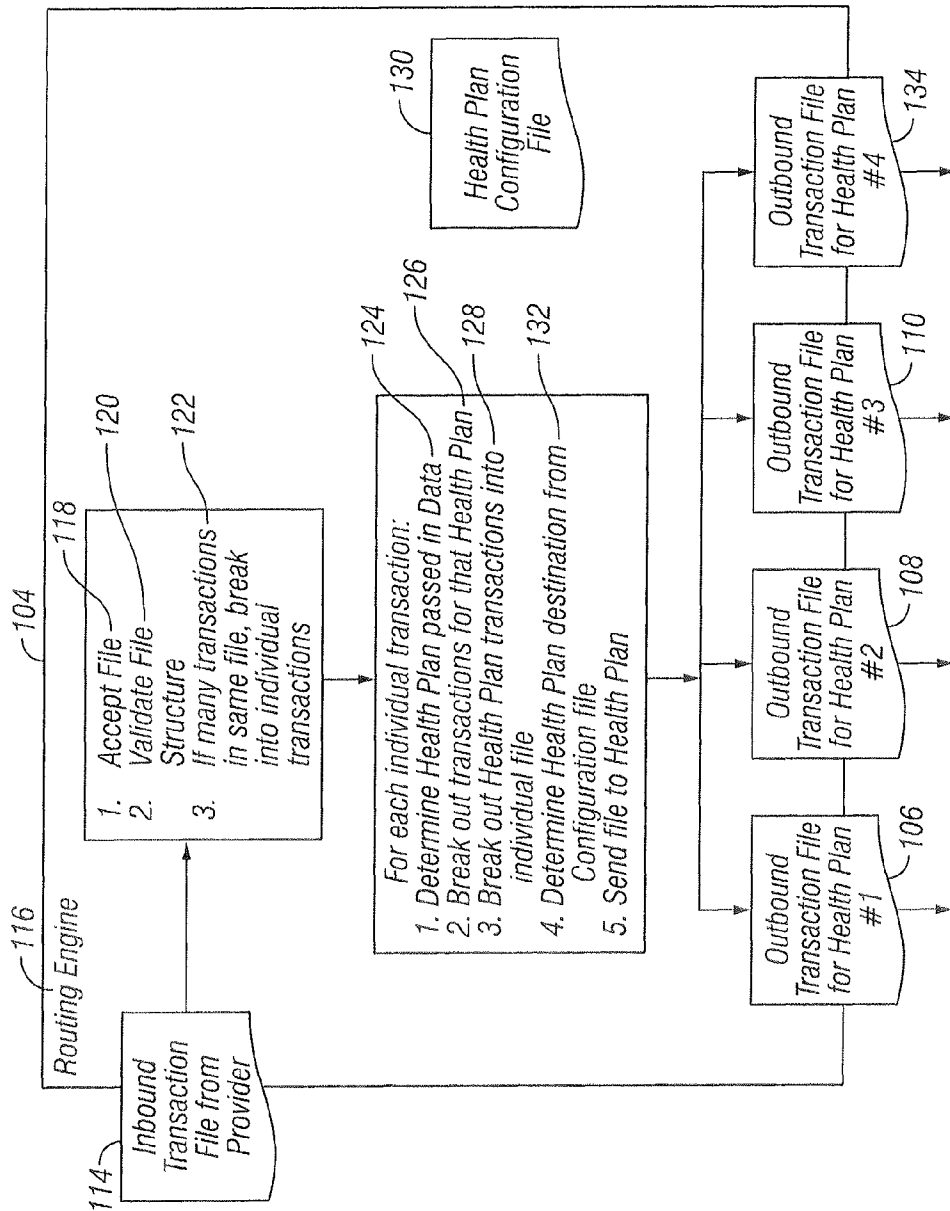 104
116
Routing Engine
114
Inbound
Transaction
File from
Provider
118
1. Accept File
120
2. Validate File
Structure
122
3. If many transactions
in same file, break
into individual
transactions
For each individual transaction:
1. Determine Health Plan passed in Data
124
2. Break out transactions for that Health Plan
126
3. Break out Health Plan transactions into
individual file
128
4. Determine Health Plan destination from
Configuration file
132
5. Send file to Health Plan
130
Health Plan
Configuration
File
Outbound
Transaction File
for Health Plan
#1
106
Outbound
Transaction File
for Health Plan
#2
108
Outbound
Transaction File
for Health Plan
#3
110
Outbound
Transaction File
for Health Plan
#4
134